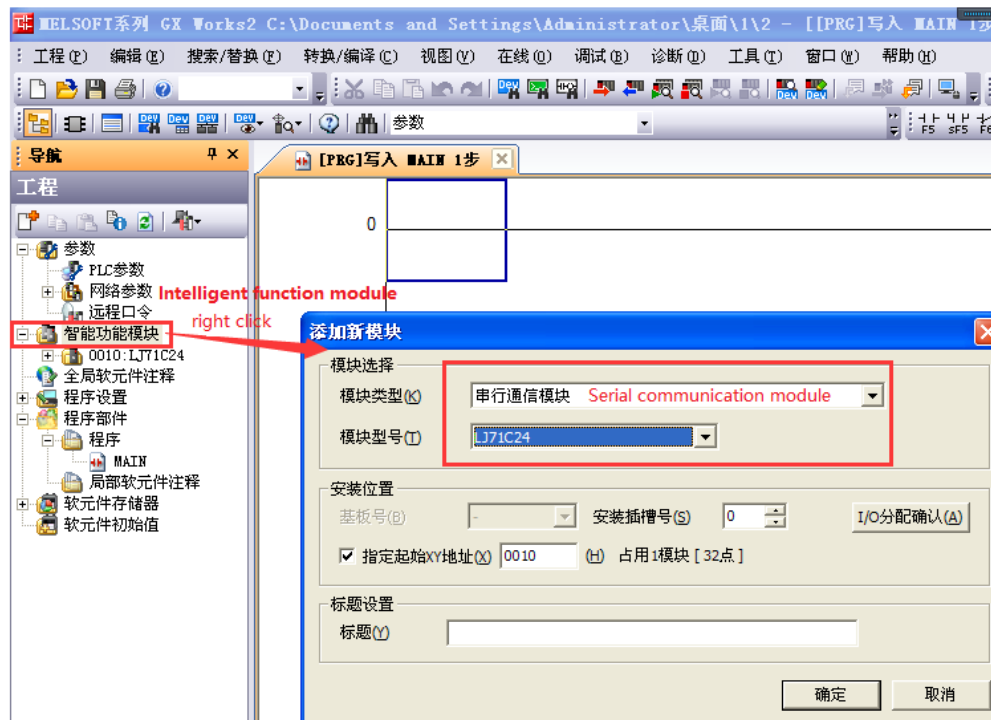 MELSOFT系列 GX Works2 C:\Documents and Settings\Administrator\桌面\1\2 - [[PRG]写入 MAIN 1步
工程(P) 编辑(E) 搜索/替换(F) 转换/编译(C) 视图(V) 在线(O) 调试(B) 诊断(D) 工具(T) 窗口(W) 帮助(H)
参数
F5 sF5 F6
导航
[PRG]写入 MAIN 1步
工程
0
参数
PLC参数
网络参数
Intelligent function module
远程口令
right click
智能功能模块
0010:LJ71C24
全局软元件注释
程序设置
程序部件
程序
MAIN
局部软元件注释
软元件存储器
软元件初始值
添加新模块
模块选择
模块类型(K) 串行通信模块 Serial communication module
模块型号(T) LJ71C24
安装位置
基板号(B) - 安装插槽号(S) 0 I/O分配确认(A)
指定起始XY地址(X) 0010 (H) 占用1模块 [ 32点 ]
标题设置
标题(Y)
确定 取消